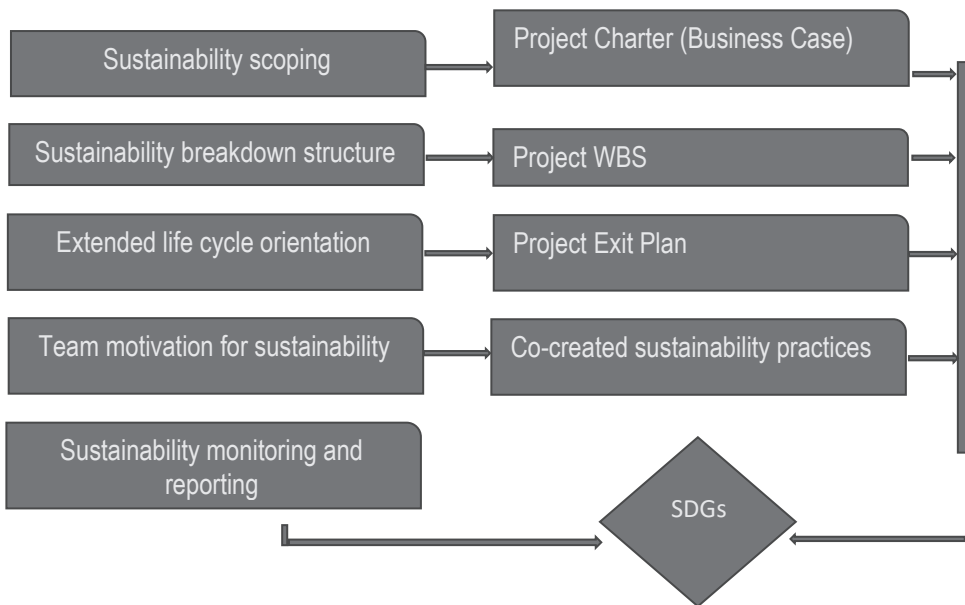 Sustainability scoping
Project Charter (Business Case)
Sustainability breakdown structure
Project WBS
Extended life cycle orientation
Project Exit Plan
Team motivation for sustainability
Co-created sustainability practices
Sustainability monitoring and
reporting
SDGs